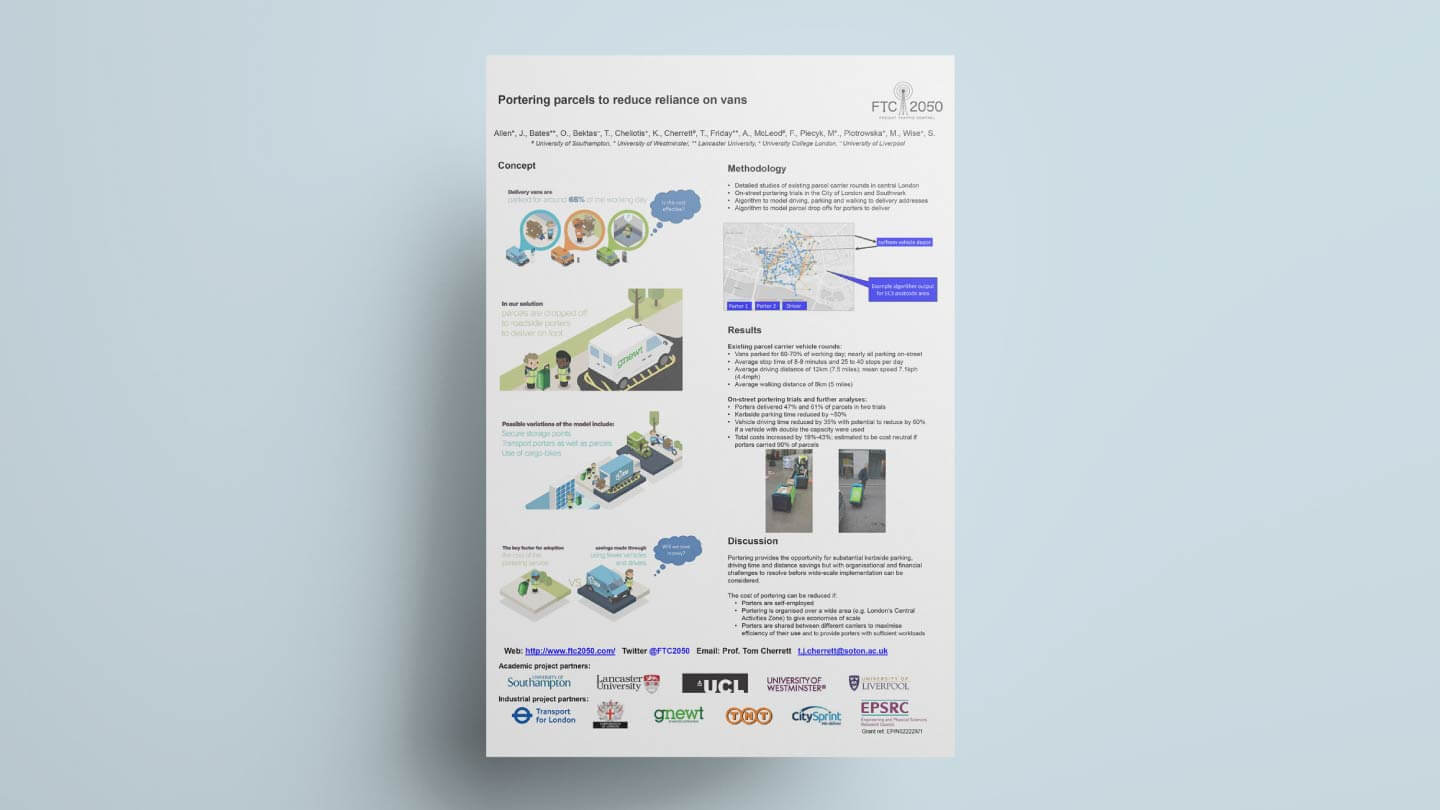 Portering parcels to reduce reliance on vans
FTC 2050
FREIGHT TRAFFIC CONTROL
Allen⁺, J., Bates**, O., Bektas~, T., Cheliotis^, K., Cherrett#, T., Friday**, A., McLeod#, F., Piecyk, M⁺, Piotrowska⁺, M., Wise^, S.
# University of Southampton, ⁺ University of Westminster, ** Lancaster University, ^ University College London, ~ University of Liverpool
Concept
Delivery vans are
parked for around 65% of the working day
Is this cost
effective?
In our solution
parcels are dropped off
to roadside porters
to deliver on foot
gnewt
Possible variations of the model include:
Secure storage points
Transport porters as well as parcels
Use of cargo-bikes
The key factor for adoption
the cost of the
portering service
VS
savings made through
using fewer vehicles
and drivers
Will we save
money?
Methodology
• Detailed studies of existing parcel carrier rounds in central London
• On-street portering trials in the City of London and Southwark
• Algorithm to model driving, parking and walking to delivery addresses
• Algorithm to model parcel drop offs for porters to deliver
to/from vehicle depot
Example algorithm output
for EC3 postcode area
Porter 1
Porter 2
Driver
Results
Existing parcel carrier vehicle rounds:
• Vans parked for 60-70% of working day; nearly all parking on-street
• Average stop time of 8-9 minutes and 25 to 40 stops per day
• Average driving distance of 12km (7.5 miles); mean speed 7.1kph
(4.4mph)
• Average walking distance of 8km (5 miles)
On-street portering trials and further analyses:
• Porters delivered 47% and 61% of parcels in two trials
• Kerbside parking time reduced by ~50%
• Vehicle driving time reduced by 35% with potential to reduce by 60%
if a vehicle with double the capacity were used
• Total costs increased by 18%-43%; estimated to be cost neutral if
porters carried 90% of parcels
Discussion
Portering provides the opportunity for substantial kerbside parking,
driving time and distance savings but with organisational and financial
challenges to resolve before wide-scale implementation can be
considered.
The cost of portering can be reduced if:
• Porters are self-employed
• Portering is organised over a wide area (e.g. London's Central
Activities Zone) to give economies of scale
• Porters are shared between different carriers to maximise
efficiency of their use and to provide porters with sufficient workloads
Web: http://www.ftc2050.com/ Twitter @FTC2050 Email: Prof. Tom Cherrett t.j.cherrett@soton.ac.uk
Academic project partners:
UNIVERSITY OF
Southampton
Lancaster
University
UCL
UNIVERSITY OF
WESTMINSTER
UNIVERSITY OF
LIVERPOOL
Industrial project partners:
Transport
for London
gnewt
TNT
CitySprint
EPSRC
Engineering and Physical Sciences
Research Council